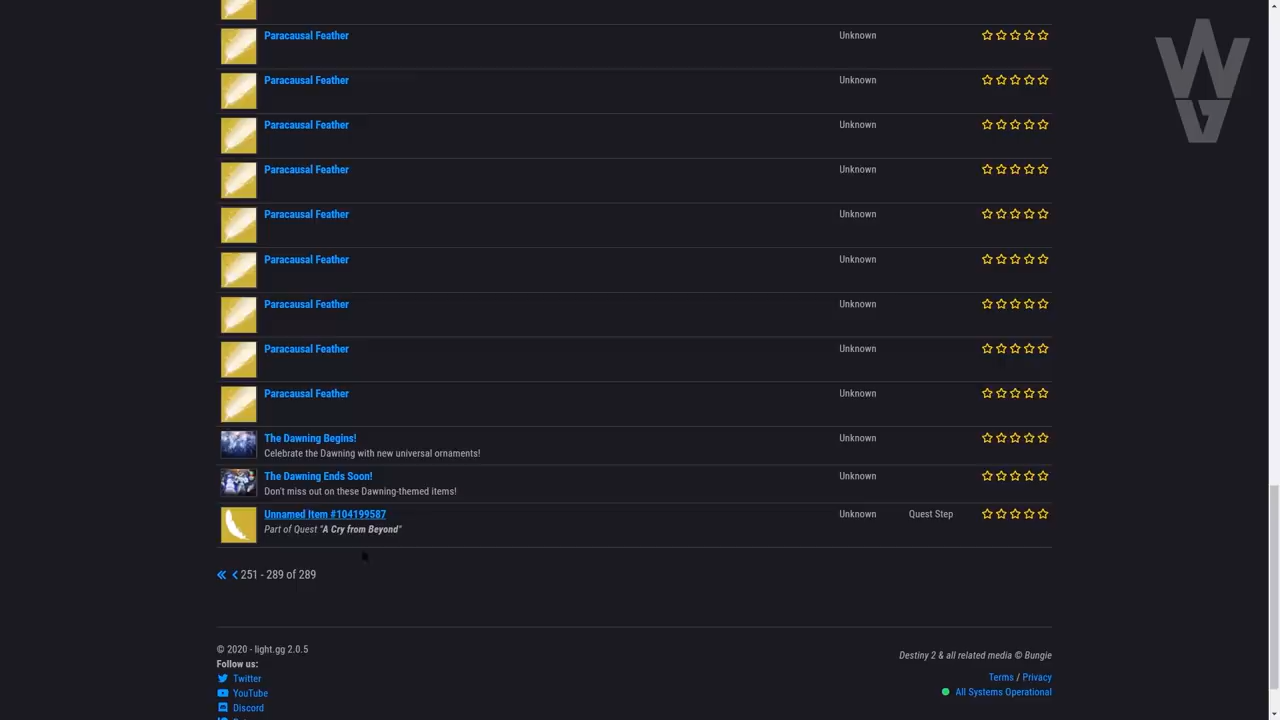 Paracausal Feather Unknown
Paracausal Feather Unknown
Paracausal Feather Unknown
Paracausal Feather Unknown
Paracausal Feather Unknown
Paracausal Feather Unknown
Paracausal Feather Unknown
Paracausal Feather Unknown
Paracausal Feather Unknown
The Dawning Begins! Unknown
Celebrate the Dawning with new universal ornaments!
The Dawning Ends Soon! Unknown
Don't miss out on these Dawning-themed items!
Unnamed Item #104199587 Unknown Quest Step
Part of Quest "A Cry from Beyond"
251 - 289 of 289
© 2020 - light.gg 2.0.5
Destiny 2 & all related media © Bungie
Follow us:
Terms / Privacy
Twitter
YouTube
All Systems Operational
Discord
WG